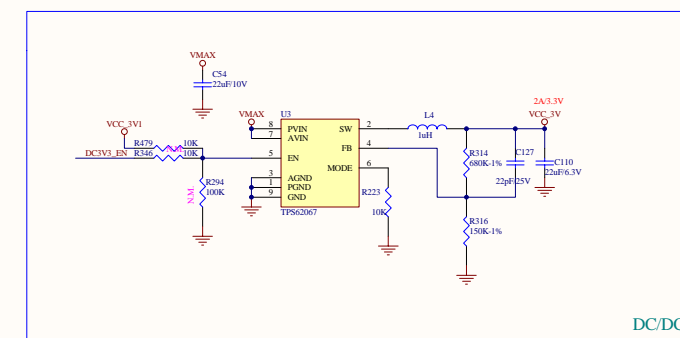 VMAX
C54
22uF/10V
2A/3.3V
VCC_3V1
VMAX
U3
L4
VCC_3V
R479
10K
N.M.
8
PVIN
SW
2
1uH
7
AVIN
DC3V3_EN
R346
10K
5
EN
FB
4
R314
680K-1%
C127
C110
22uF/6.3V
MODE
6
22pF/25V
3
AGND
R294
100K
1
PGND
R223
N.M.
9
GND
10K
TPS62067
R316
150K-1%
DC/DC